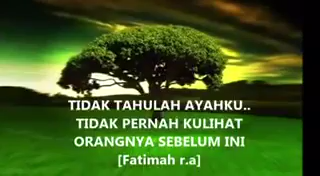 TIDAK TAHULAH AYAHKU..
TIDAK PERNAH KULIHAT
ORANGNYA SEBELUM INI
[Fatimah r.a]